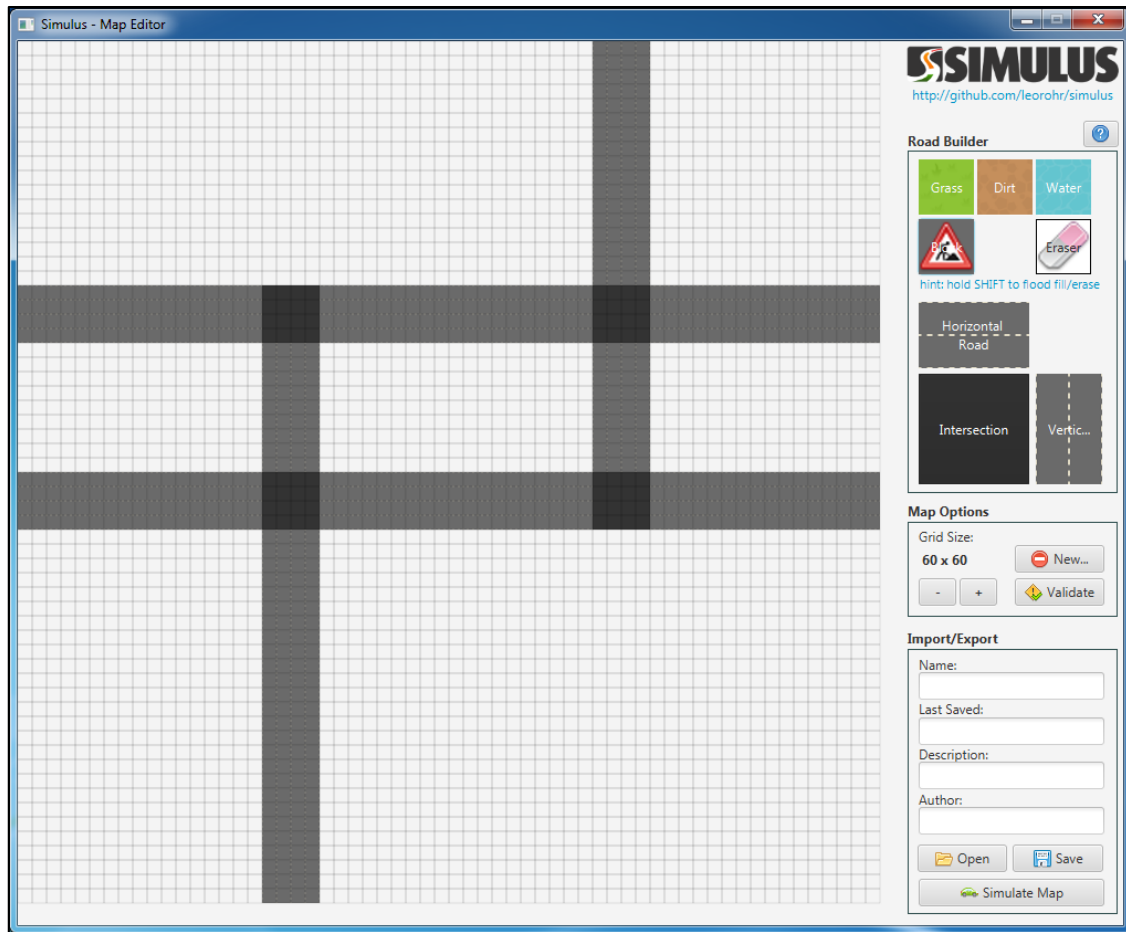 Simulus - Map Editor
SIMULUS
http://github.com/leorohr/simulus
Road Builder
Grass Dirt Water
Eraser
hint: hold SHIFT to flood fill/erase
Horizontal
Road
Intersection Vertic...
Map Options
Grid Size:
60 x 60 New...
- + Validate
Import/Export
Name:
Last Saved:
Description:
Author:
Open Save
Simulate Map